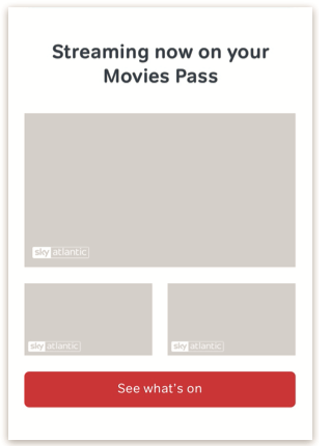 Streaming now on your
Movies Pass
sky atlantic
sky atlantic
sky atlantic
See what's on